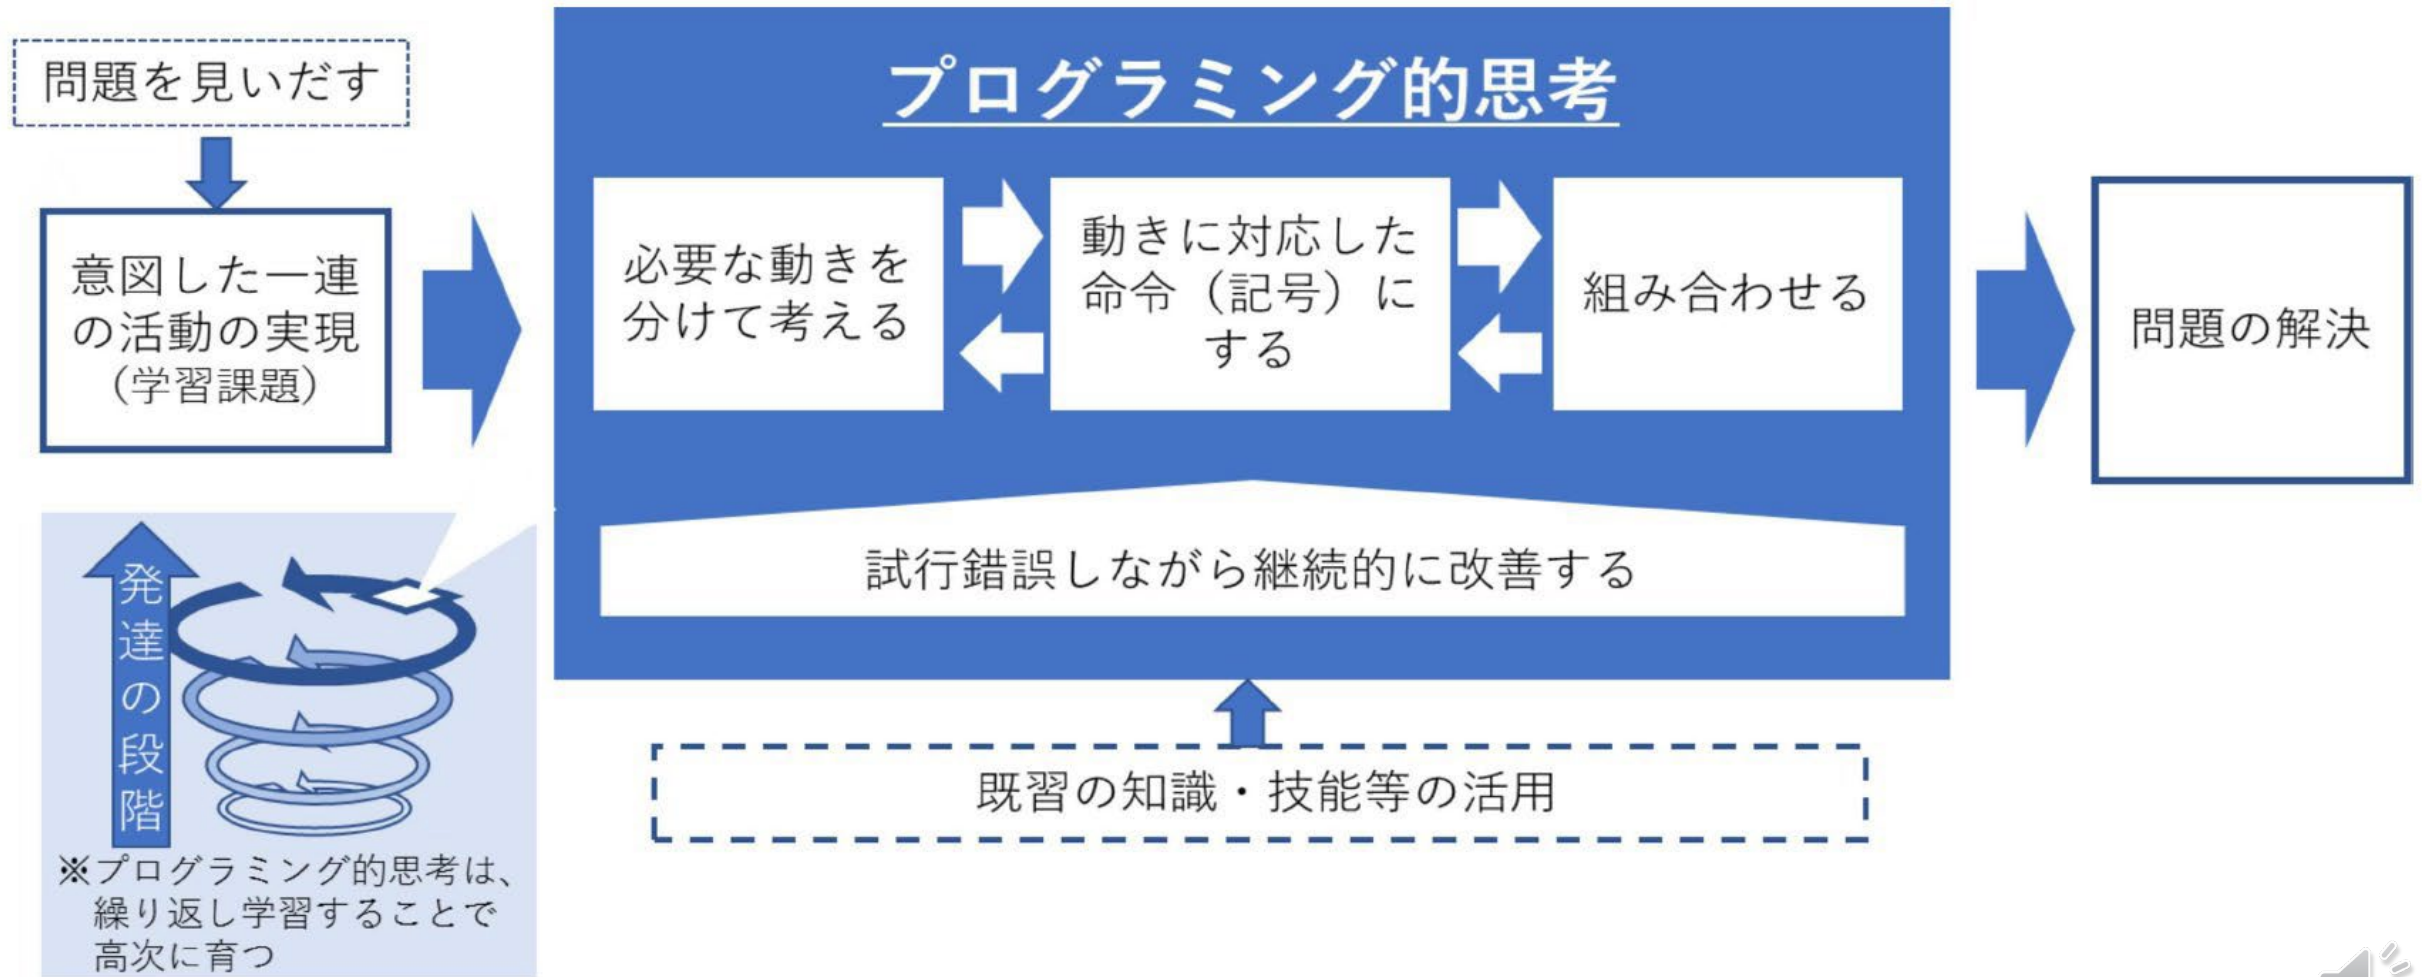 問題を見いだす
意図した一連
の活動の実現
（学習課題）
プログラミング的思考
必要な動きを
分けて考える
動きに対応した
命令（記号）に
する
組み合わせる
試行錯誤しながら継続的に改善する
問題の解決
既習の知識・技能等の活用
発達の段階
※プログラミング的思考は、
繰り返し学習することで
高次に育つ